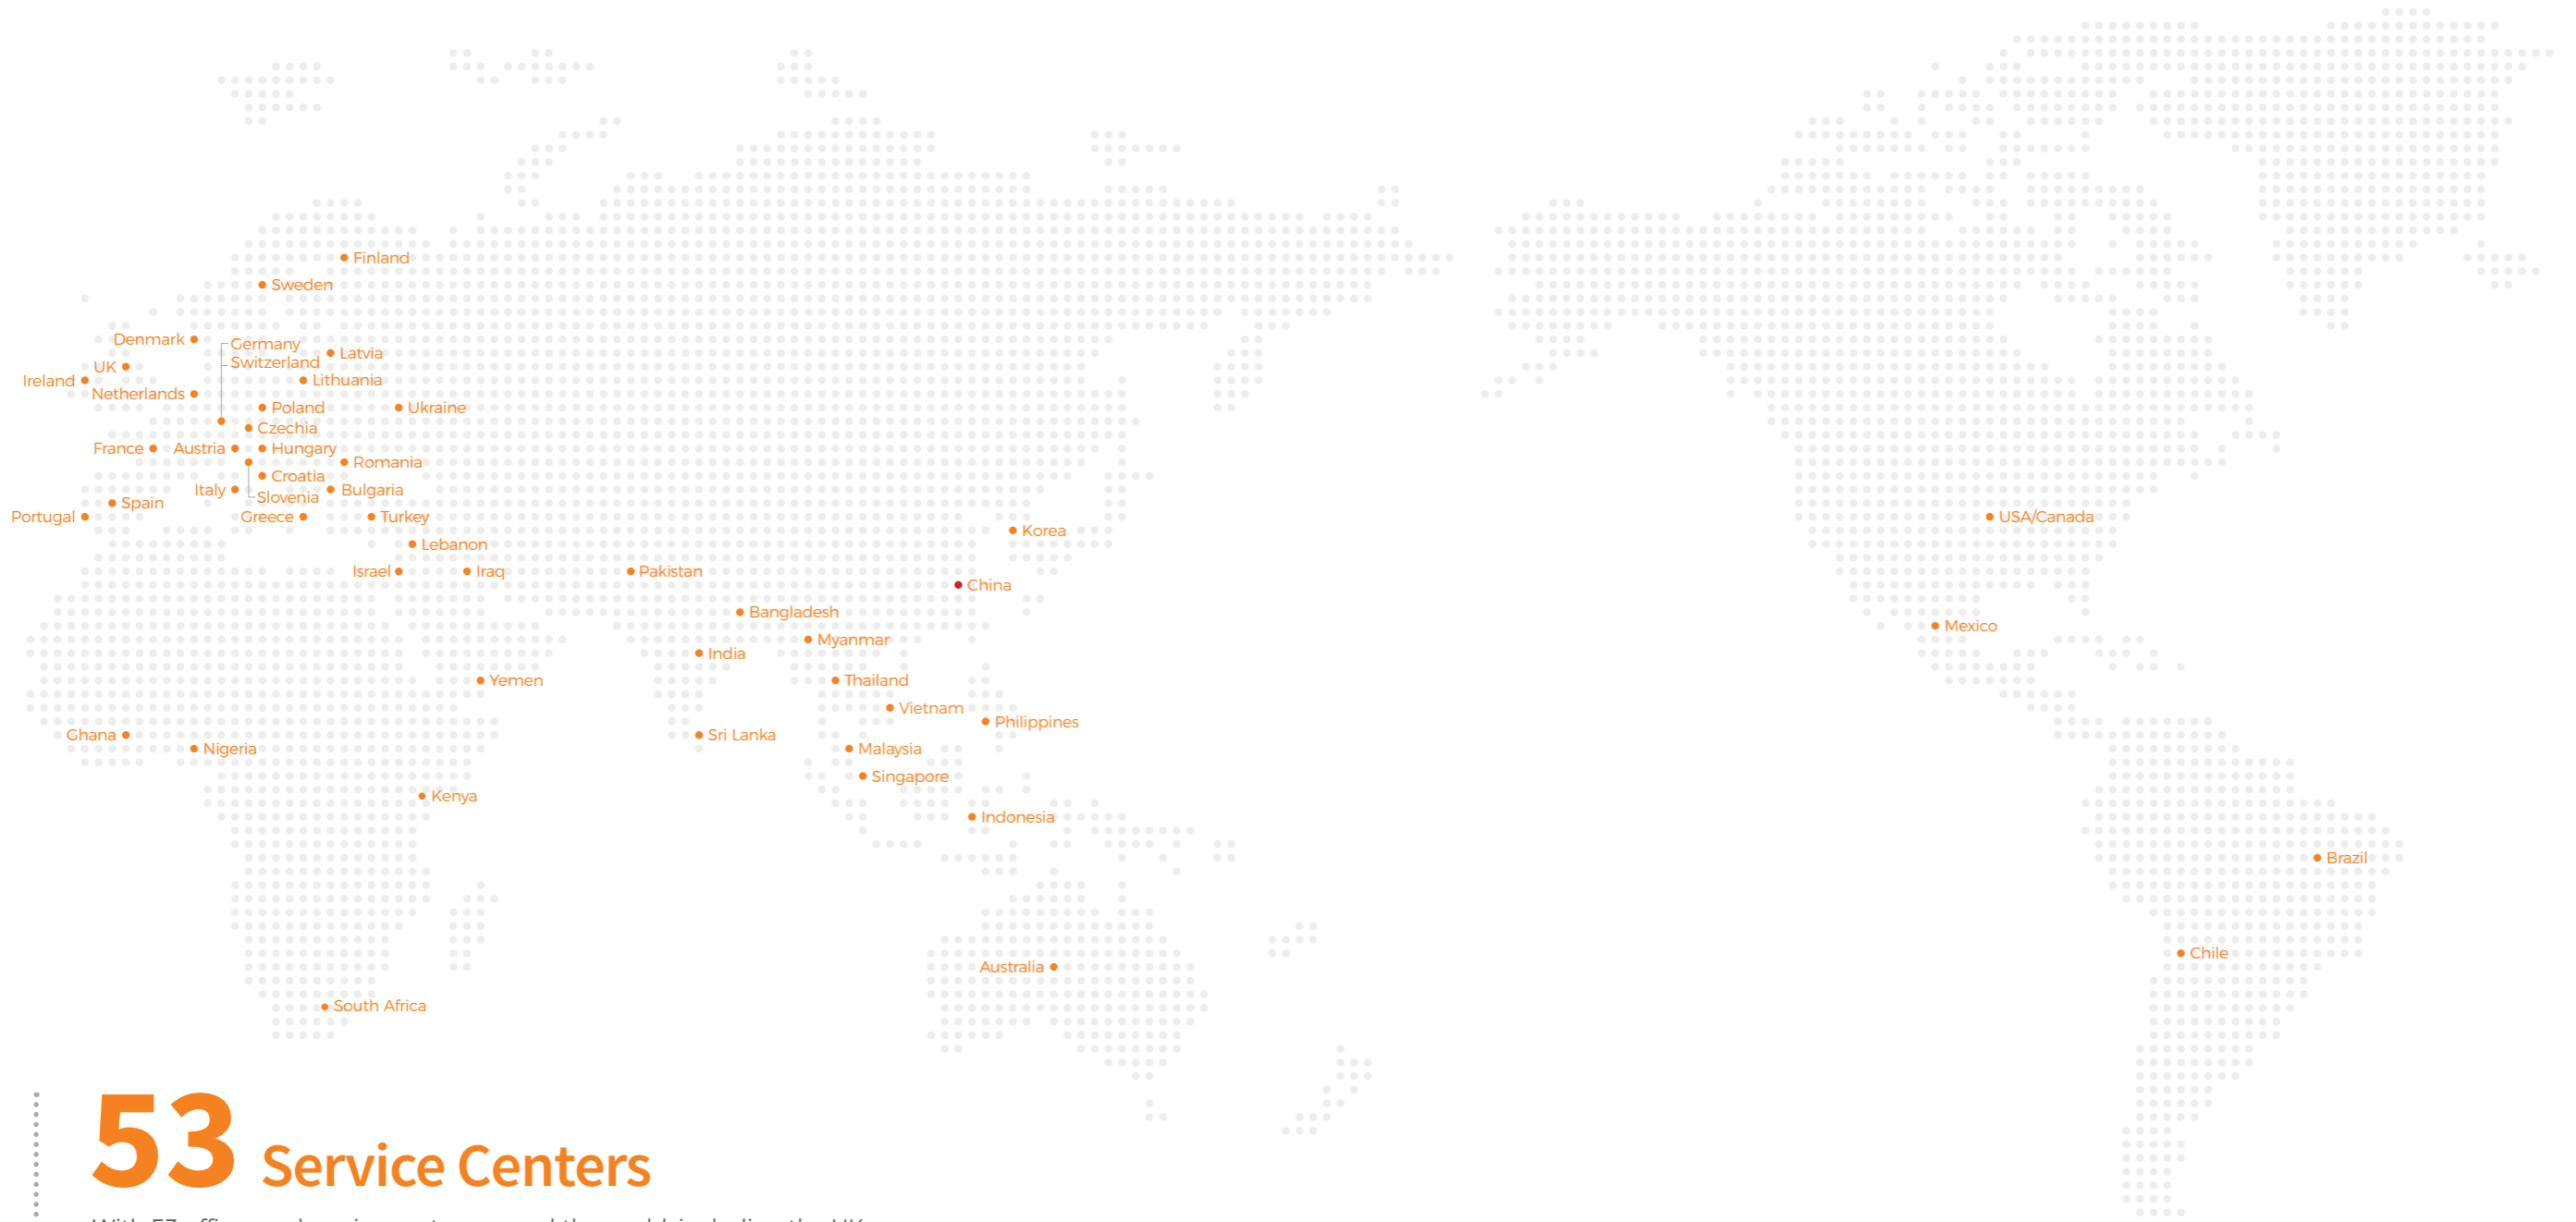 Finland
Sweden
Denmark
Germany
Switzerland
Latvia
UK
Ireland
Lithuania
Netherlands
Poland
Ukraine
Czechia
France
Austria
Hungary
Romania
Croatia
Italy
Bulgaria
Slovenia
Spain
Portugal
Greece
Turkey
USA/Canada
Korea
Lebanon
Israel
Iraq
Pakistan
China
Bangladesh
Mexico
Myanmar
India
Yemen
Thailand
Vietnam
Philippines
Ghana
Sri Lanka
Nigeria
Malaysia
Singapore
Kenya
Indonesia
Brazil
Chile
Australia
South Africa
53 Service Centers